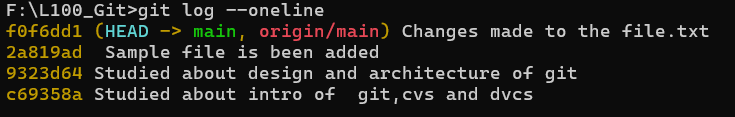 F:\L100_Git>git log --oneline
f0f6dd1 (HEAD -> main, origin/main) Changes made to the file.txt
2a819ad  Sample file is been added
9323d64 Studied about design and architecture of git
c69358a Studied about intro of  git,cvs and dvcs